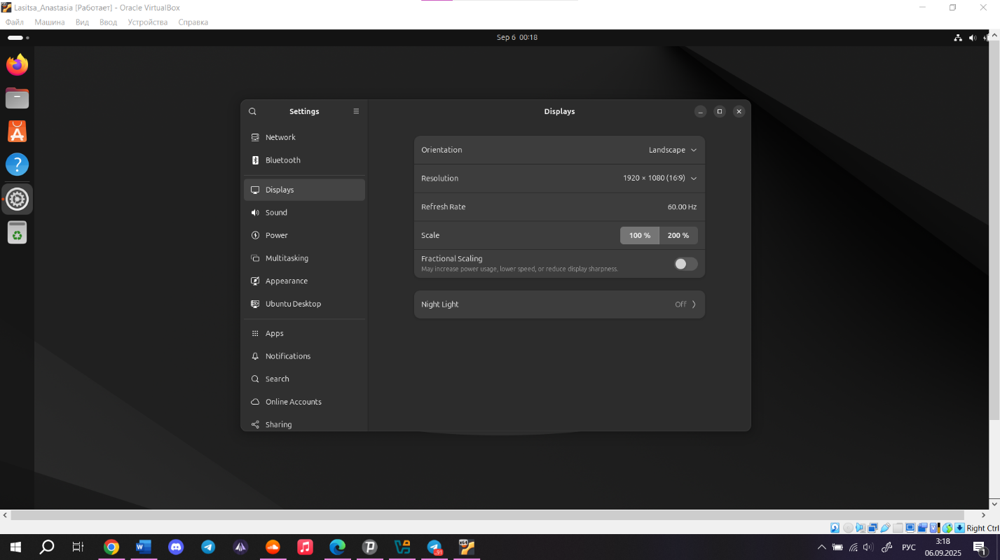 Lasitsa_Anastasia [Работает] - Oracle VirtualBox
Файл Машина Вид Ввод Устройства Справка
Sep 6 00:18
Settings
Displays
Network
Bluetooth
Displays
Sound
Power
Multitasking
Appearance
Ubuntu Desktop
Apps
Notifications
Search
Online Accounts
Sharing
Orientation Landscape
Resolution 1920 × 1080 (16:9)
Refresh Rate 60.00 Hz
Scale 100 % 200 %
Fractional Scaling
May increase power usage, lower speed, or reduce display sharpness.
Night Light Off
Right Ctrl
РУС
3:18
06.09.2025
1
91